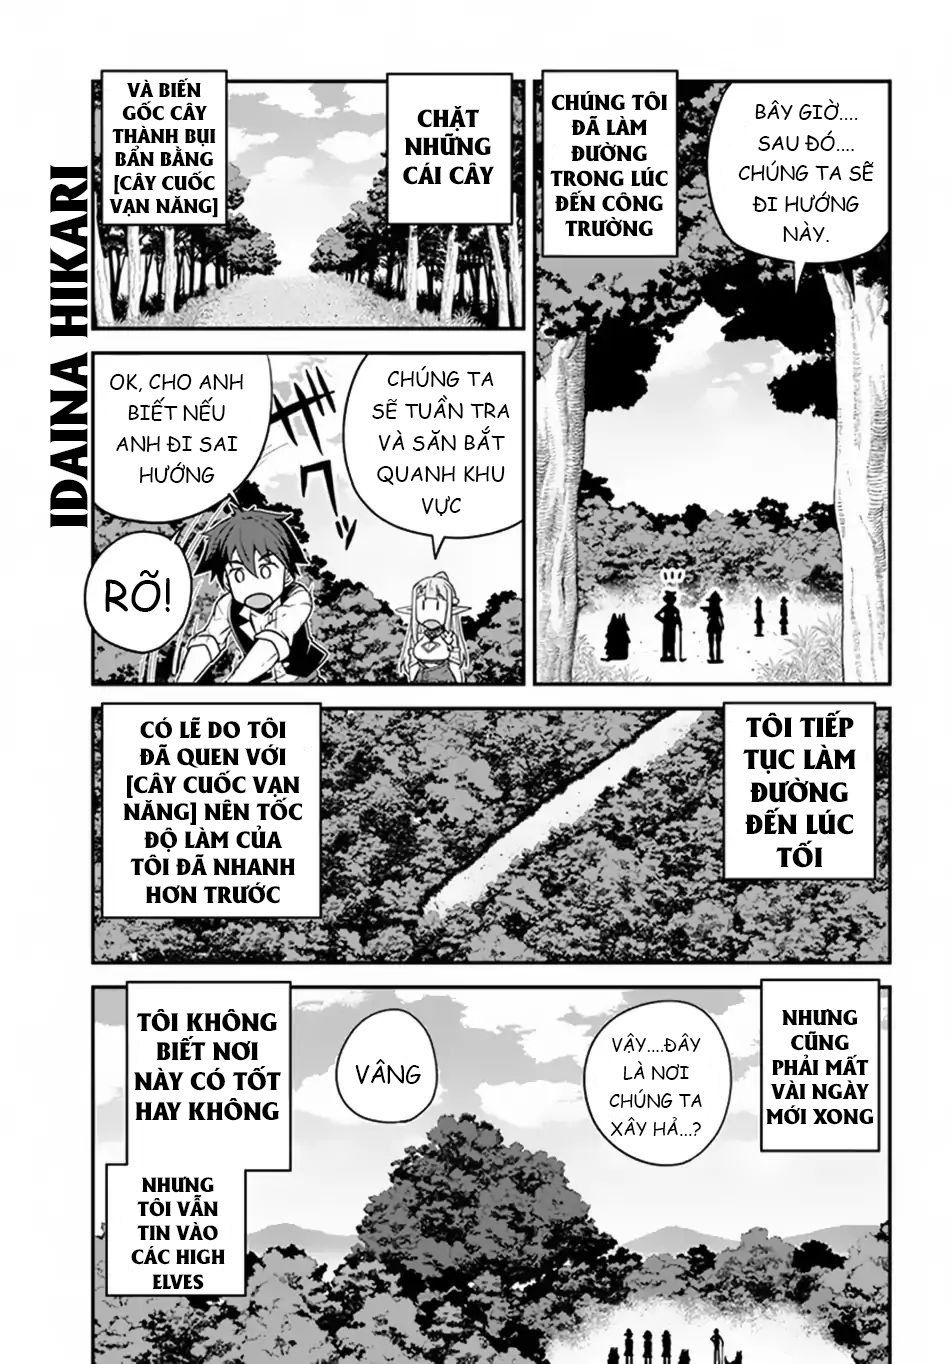 BÂY GIỜ....
SAU ĐÓ....
CHÚNG TA SẼ
ĐI HƯỚNG
NÀY.
CHÚNG TÔI
ĐÃ LÀM
ĐƯỜNG
TRONG LÚC
ĐẾN CÔNG
TRƯỜNG
CHẶT
NHỮNG
CÁI CÂY
VÀ BIẾN
GỐC CÂY
THÀNH BỤI
BẨN BẰNG
[CÂY CUỐC
VẠN NĂNG]
IDAINA HIKARI
CHÚNG TA
SẼ TUẦN TRA
VÀ SĂN BẮT
QUANH KHU
VỰC
OK, CHO ANH
BIẾT NẾU
ANH ĐI SAI
HƯỚNG
RÕ!
TÔI TIẾP
TỤC LÀM
ĐƯỜNG
ĐẾN LÚC
TỐI
CÓ LẼ DO TÔI
ĐÃ QUEN VỚI
[CÂY CUỐC VẠN
NĂNG] NÊN TỐC
ĐỘ LÀM CỦA
TÔI ĐÃ NHANH
HƠN TRƯỚC
NHƯNG
CŨNG
PHẢI MẤT
VÀI NGÀY
MỚI XONG
VẬY....ĐÂY
LÀ NƠI
CHÚNG TA
XÂY HẢ...?
VÂNG
TÔI KHÔNG
BIẾT NƠI
NÀY CÓ TỐT
HAY KHÔNG
NHƯNG
TÔI VẪN
TIN VÀO
CÁC HIGH
ELVES